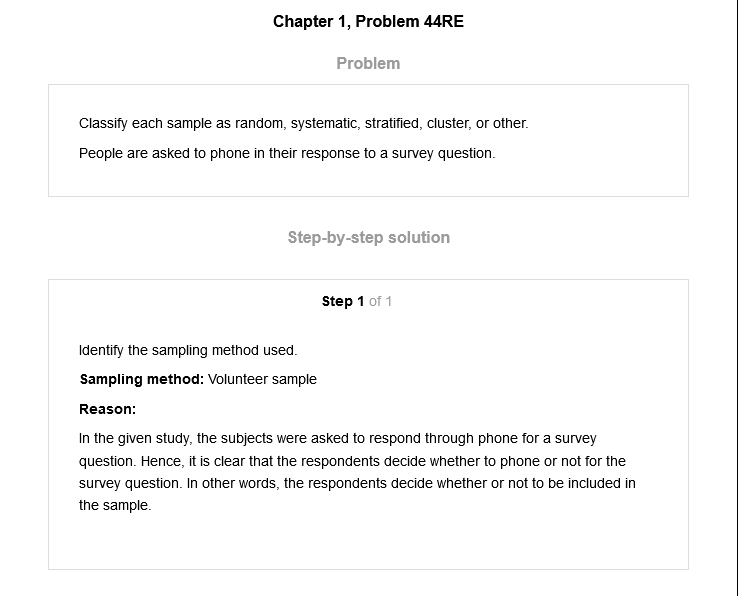 Chapter 1, Problem 44RE
Problem
Classify each sample as random, systematic, stratified, cluster, or other.
People are asked to phone in their response to a survey question.
Step-by-step solution
Step 1 of 1
Identify the sampling method used.
Sampling method: Volunteer sample
Reason:
In the given study, the subjects were asked to respond through phone for a survey
question. Hence, it is clear that the respondents decide whether to phone or not for the
survey question. In other words, the respondents decide whether or not to be included in
the sample.